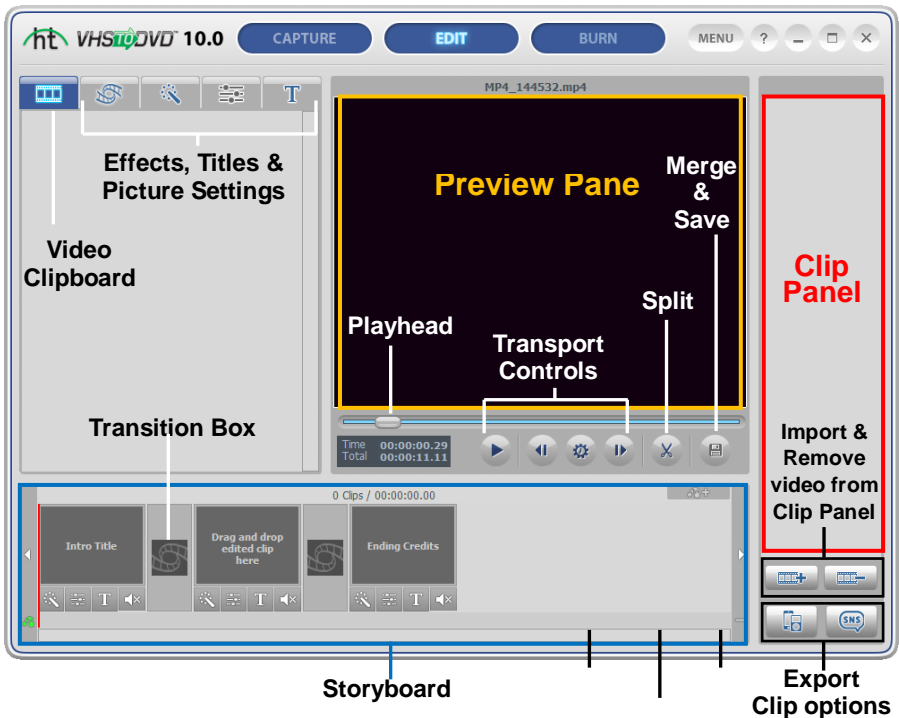 ht VHSTODVD 10.0 CAPTURE EDIT BURN MENU ?
T
MP4_144532.mp4
Effects, Titles &
Picture Settings
Video
Clipboard
Preview Pane
Merge
&
Save
Clip
Panel
Split
Playhead
Transport
Controls
Transition Box
Time 00:00:00.29
Total 00:00:11.11
Import &
Remove
video from
Clip Panel
0 Clips / 00:00:00.00
Intro Title
Drag and drop
edited clip
here
Ending Credits
T T T
SNS
Storyboard
Export
Clip options